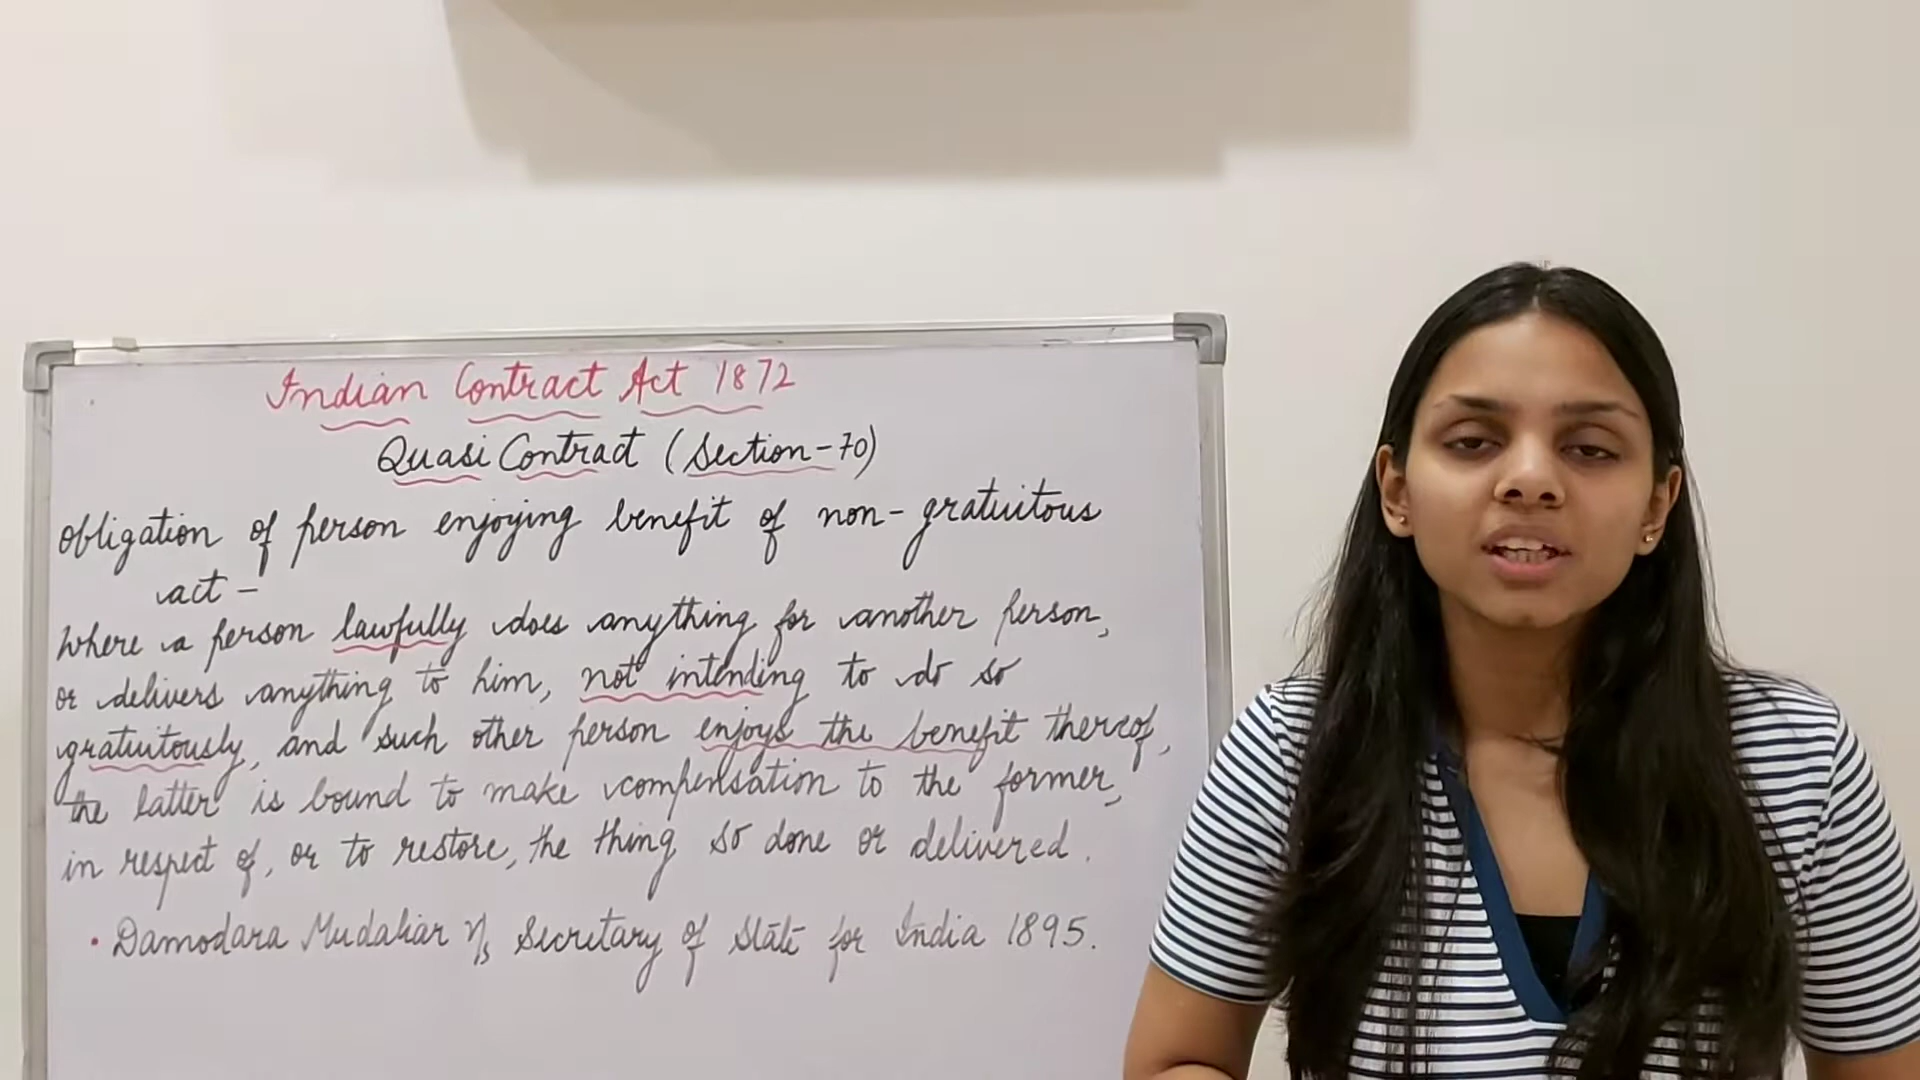 Indian Contract Act 1872
Quasi Contract (Section-70)
Obligation of person enjoying benefit of non-gratuitous
act -
Where a person lawfully does anything for another person,
or delivers anything to him, not intending to do so
gratuitously, and such other person enjoys the benefit thereof,
the latter is bound to make compensation to the former,
in respect of, or to restore, the thing so done or delivered.
• Damodara Mudaliar v/s Secretary of State for India 1895.